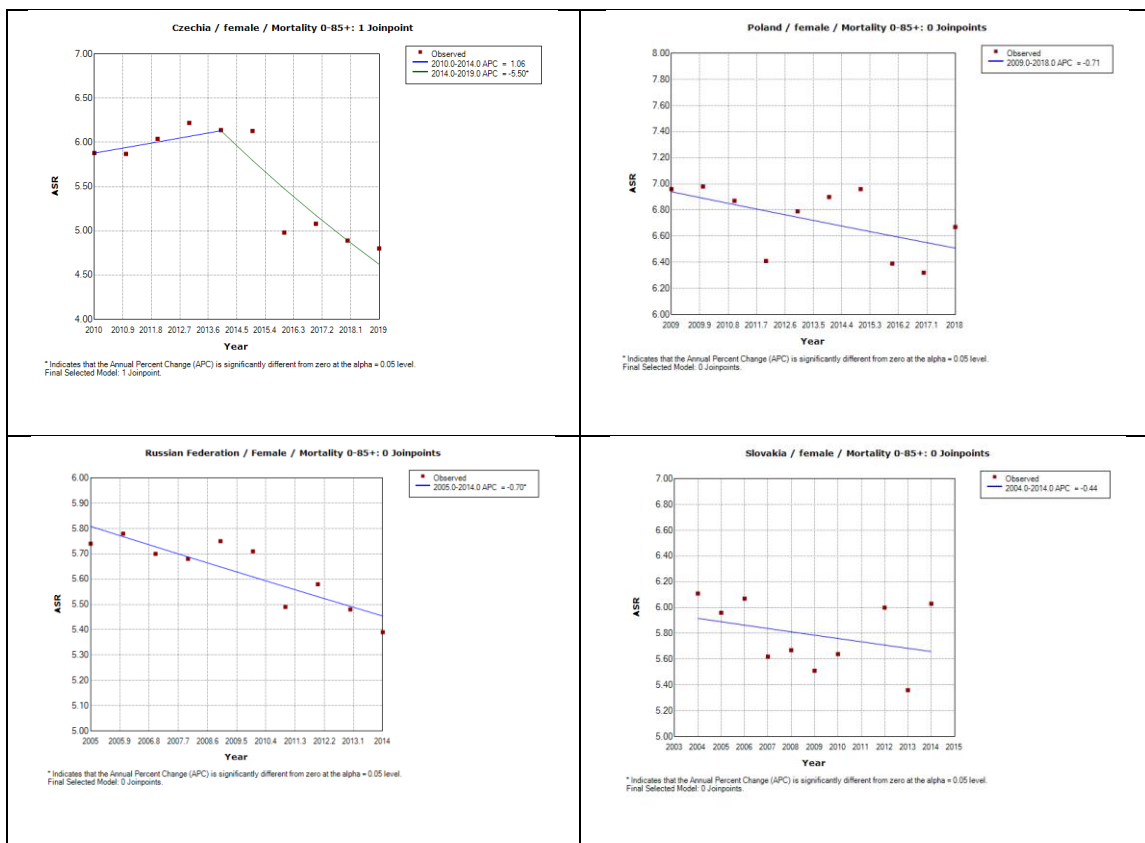 Czechia / female / Mortality 0-85+: 1 Joinpoint
Observed
2010.0-2014.0 APC = 1.06
2014.0-2019.0 APC = -5.50*
7.00
6.50
6.00
5.50
5.00
4.50
4.00
ASR
2010 2010.9 2011.8 2012.7 2013.6 2014.5 2015.4 2016.3 2017.2 2018.1 2019
Year
* Indicates that the Annual Percent Change (APC) is significantly different from zero at the alpha = 0.05 level.
Final Selected Model: 1 Joinpoint.
Poland / female / Mortality 0-85+: 0 Joinpoints
Observed
2009.0-2018.0 APC = -0.71
8.00
7.80
7.60
7.40
7.20
7.00
6.80
6.60
6.40
6.20
6.00
ASR
2009 2009.9 2010.8 2011.7 2012.6 2013.5 2014.4 2015.3 2016.2 2017.1 2018
Year
* Indicates that the Annual Percent Change (APC) is significantly different from zero at the alpha = 0.05 level.
Final Selected Model: 0 Joinpoints.
Russian Federation / Female / Mortality 0-85+: 0 Joinpoints
Observed
2005.0-2014.0 APC = -0.70*
6.00
5.90
5.80
5.70
5.60
5.50
5.40
5.30
5.20
5.10
5.00
ASR
2005 2005.9 2006.8 2007.7 2008.6 2009.5 2010.4 2011.3 2012.2 2013.1 2014
Year
* Indicates that the Annual Percent Change (APC) is significantly different from zero at the alpha = 0.05 level.
Final Selected Model: 0 Joinpoints.
Slovakia / female / Mortality 0-85+: 0 Joinpoints
Observed
2004.0-2014.0 APC = -0.44
7.00
6.80
6.60
6.40
6.20
6.00
5.80
5.60
5.40
5.20
5.00
ASR
2003 2004 2005 2006 2007 2008 2009 2010 2012 2013 2014 2015
Year
* Indicates that the Annual Percent Change (APC) is significantly different from zero at the alpha = 0.05 level.
Final Selected Model: 0 Joinpoints.